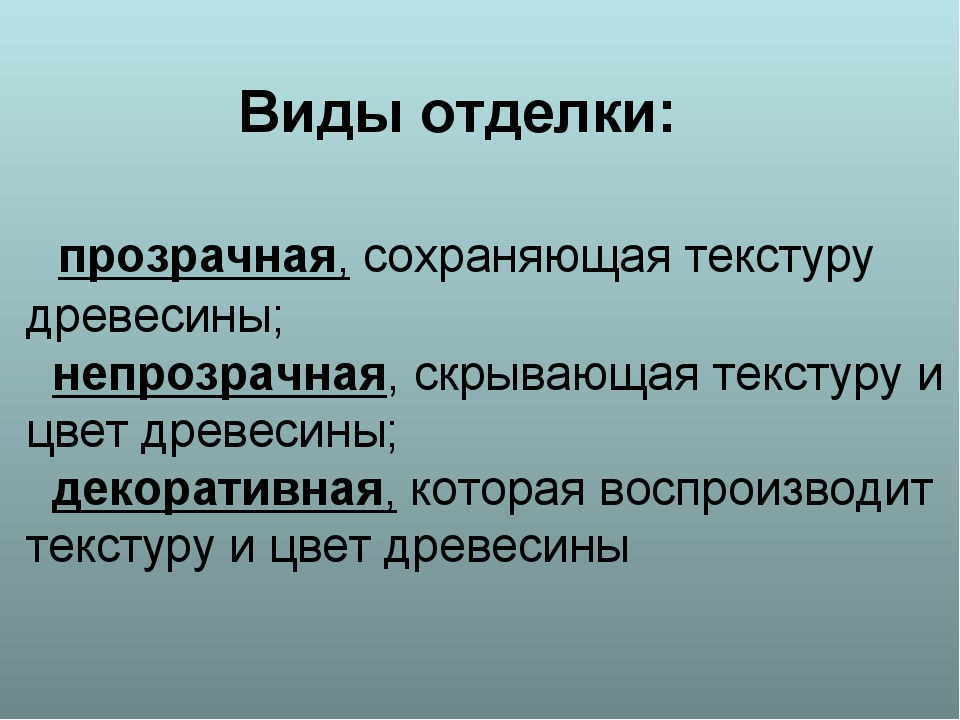 Виды отделки:
прозрачная, сохраняющая текстуру
древесины;
непрозрачная, скрывающая текстуру и
цвет древесины;
декоративная, которая воспроизводит
текстуру и цвет древесины